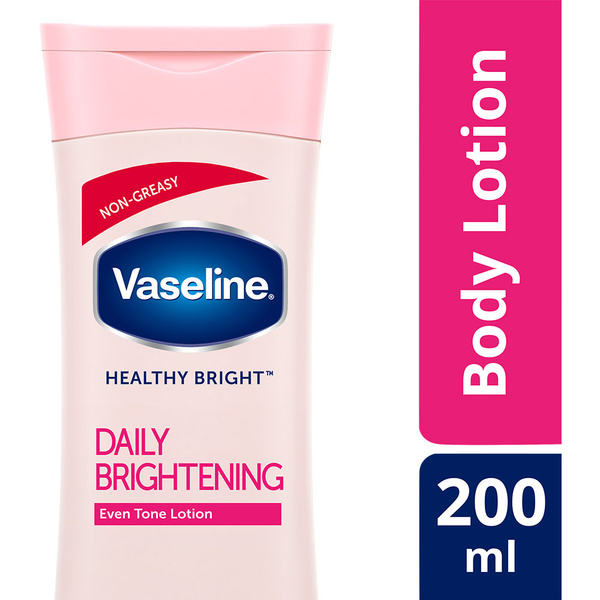 NON-GREASY
Vaseline®
HEALTHY BRIGHT™
DAILY
BRIGHTENING
Even Tone Lotion
Body Lotion
200
ml